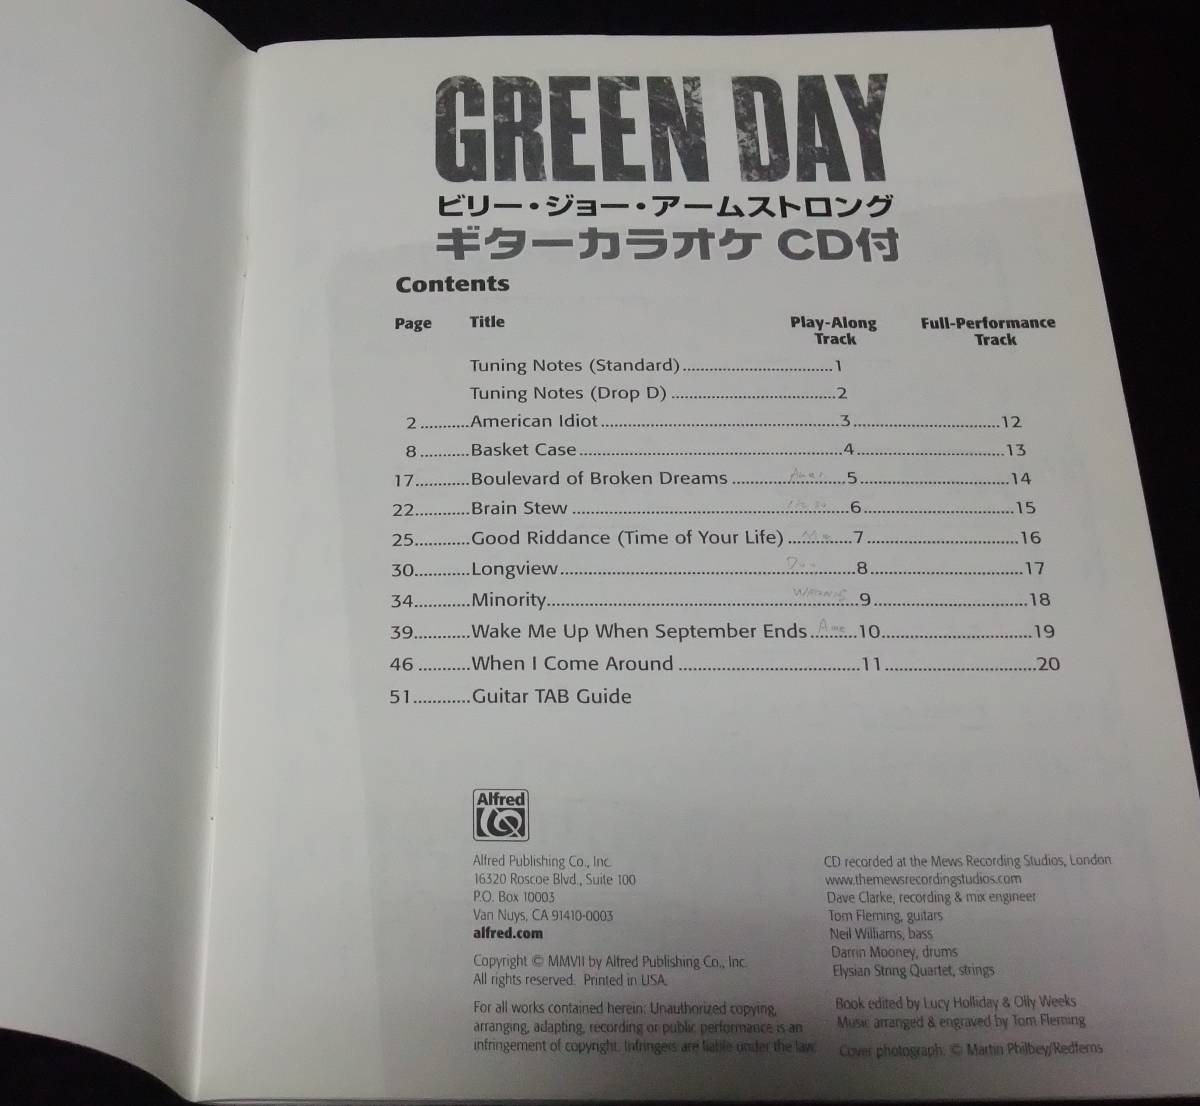 GREEN DAY
ビリー・ジョー・アームストロング
ギターカラオケ CD付
Contents
Page Title Play-Along Track Full-Performance Track
Tuning Notes (Standard) ................................. 1
Tuning Notes (Drop D) .................................... 2
2 ........... American Idiot .................................................... 3 ................................ 12
8 ........... Basket Case ......................................................... 4 ................................ 13
17 ............ Boulevard of Broken Dreams ......................... 5 ................................. 14
22 ............ Brain Stew ............................................................ 6 ................................. 15
25 ............ Good Riddance (Time of Your Life) .............. 7 ................................. 16
30 ............ Longview ................................................................ 8 ................................. 17
34 ............ Minority .................................................................. 9 ................................. 18
WARNING
39 ............ Wake Me Up When September Ends .......... 10 ................................. 19
Ame
46 ........... When I Come Around ........................................ 11 ................................. 20
51 ............ Guitar TAB Guide
Alfred
Alfred Publishing Co., Inc.
16320 Roscoe Blvd., Suite 100
P.O. Box 10003
Van Nuys, CA 91410-0003
alfred.com
Copyright © MMVII by Alfred Publishing Co., Inc.
All rights reserved. Printed in USA.
For all works contained herein: Unauthorized copying,
arranging, adapting, recording or public performance is an
infringement of copyright. Infringers are liable under the law.
CD recorded at the Mews Recording Studios, London
www.themewsrecordingstudios.com
Dave Clarke, recording & mix engineer
Tom Fleming, guitars
Neil Williams, bass
Darrin Mooney, drums
Elysian String Quartet, strings
Book edited by Lucy Holliday & Olly Weeks
Music arranged & engraved by Tom Fleming
Cover photograph: © Martin Philbey/Redferns